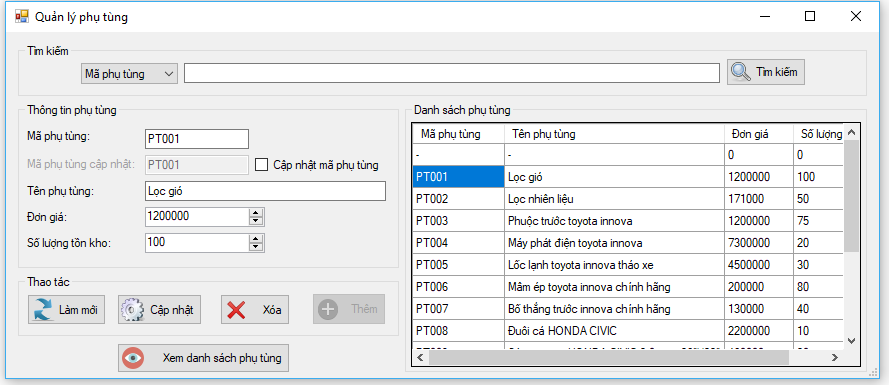 Quản lý phụ tùng
Tìm kiếm
Mã phụ tùng
Tìm kiếm
Thông tin phụ tùng
Mã phụ tùng: PT001
Mã phụ tùng cập nhật: PT001 Cập nhật mã phụ tùng
Tên phụ tùng: Lọc gió
Đơn giá: 1200000
Số lượng tồn kho: 100
Thao tác
Làm mới
Cập nhật
Xóa
Thêm
Xem danh sách phụ tùng
Danh sách phụ tùng
Mã phụ tùng Tên phụ tùng Đơn giá Số lượng
- - 0 0
PT001 Lọc gió 1200000 100
PT002 Lọc nhiên liệu 171000 50
PT003 Phuộc trước toyota innova 1200000 75
PT004 Máy phát điện toyota innova 7300000 20
PT005 Lốc lạnh toyota innova tháo xe 4500000 30
PT006 Mâm ép toyota innova chính hãng 200000 80
PT007 Bố thắng trước innova chính hãng 130000 40
PT008 Đuôi cá HONDA CIVIC 2200000 10